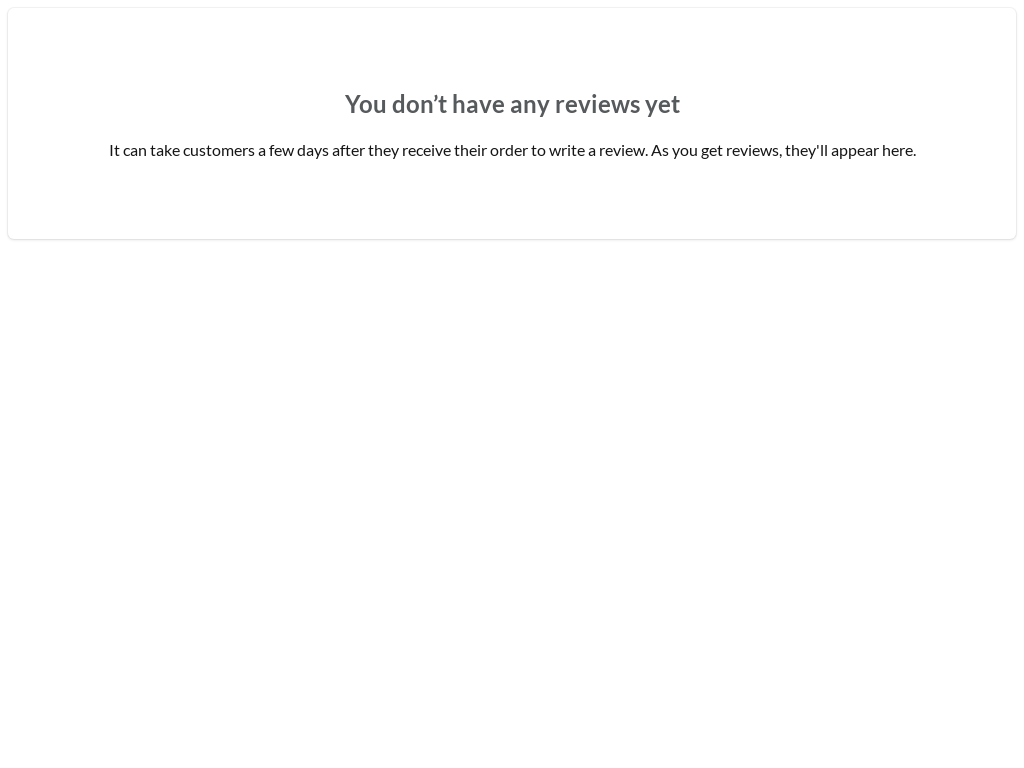 You don’t have any reviews yet
It can take customers a few days after they receive their order to write a review. As you get reviews, they'll appear here.